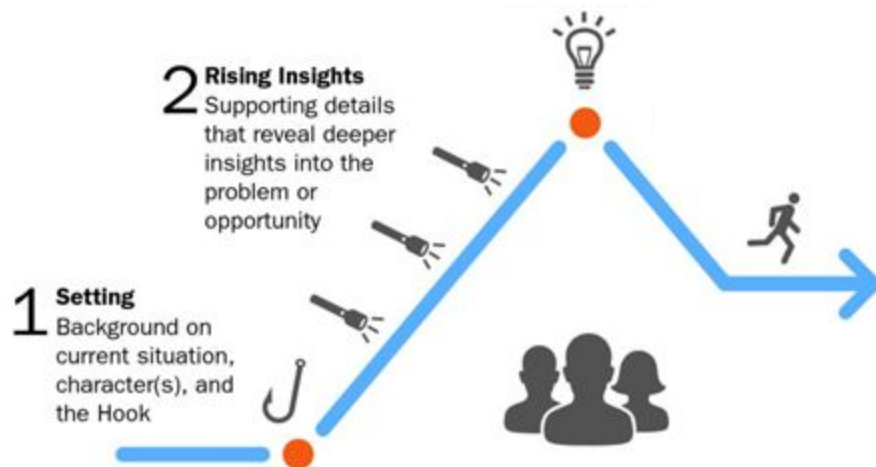 1 Setting
Background on
current situation,
character(s), and
the Hook
2 Rising Insights
Supporting details
that reveal deeper
insights into the
problem or
opportunity